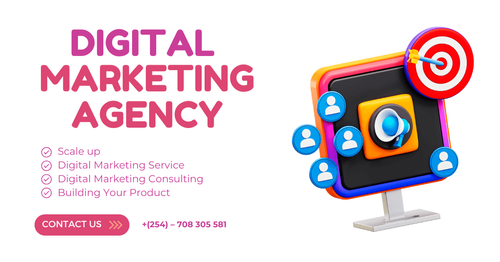 DIGITAL
MARKETING
AGENCY
Scale up
Digital Marketing Service
Digital Marketing Consulting
Building Your Product
CONTACT US >>> +(254) – 708 305 581